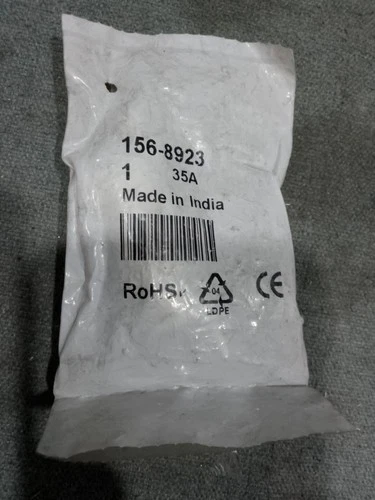 156-8923
1 35A
Made in India
RoHS
04
LDPE
CE